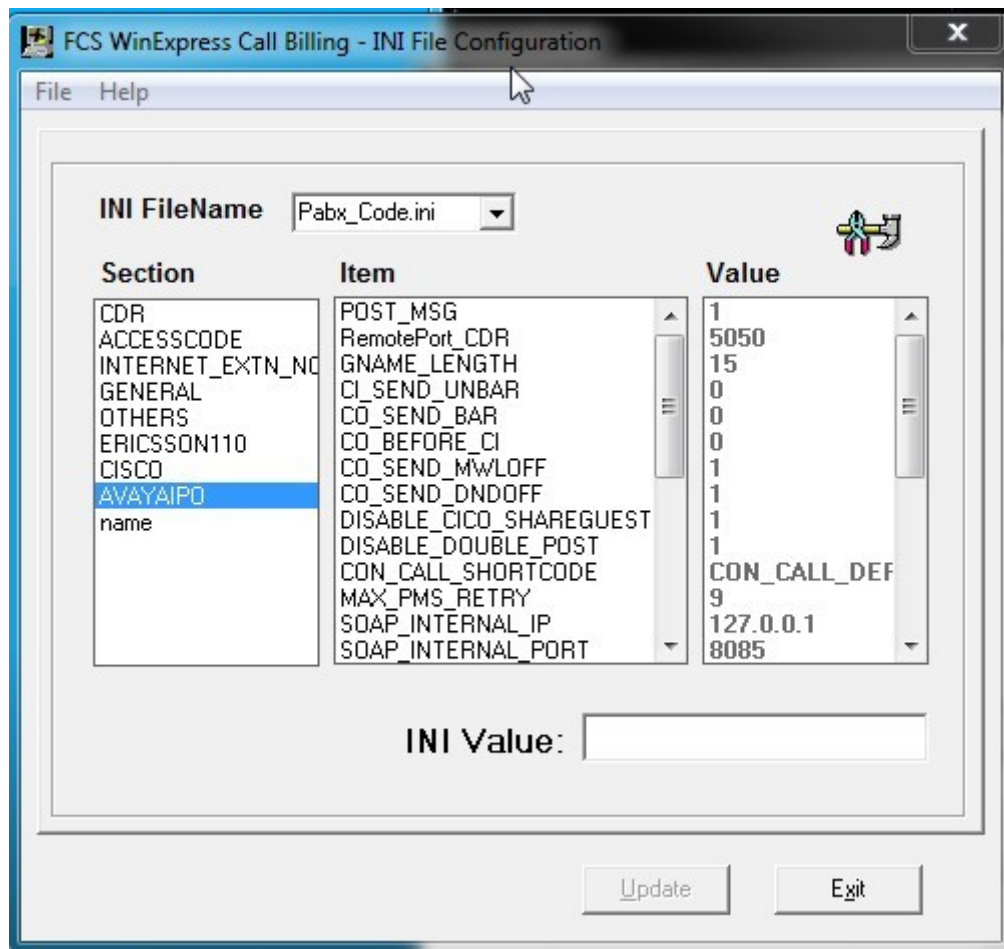 FCS WinExpress Call Billing - INI File Configuration
x
File Help
INI FileName Pabx_Code.ini
Section Item Value
CDR
ACCESSCODE
INTERNET_EXTN_NO
GENERAL
OTHERS
ERICSSON110
CISCO
AVAYAIPO
name
POST_MSG
RemotePort_CDR
GNAME_LENGTH
CI_SEND_UNBAR
CO_SEND_BAR
CO_BEFORE_CI
CO_SEND_MWLOFF
CO_SEND_DNDOFF
DISABLE_CICO_SHAREGUEST
DISABLE_DOUBLE_POST
CON_CALL_SHORTCODE
MAX_PMS_RETRY
SOAP_INTERNAL_IP
SOAP_INTERNAL_PORT
1
5050
15
0
0
0
1
1
1
1
CON_CALL_DEF
9
127.0.0.1
8085
INI Value:
Update Exit